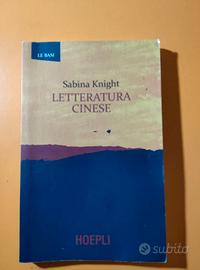 LE BASI
Sabina Knight
LETTERATURA
CINESE
HOEPLI
subito